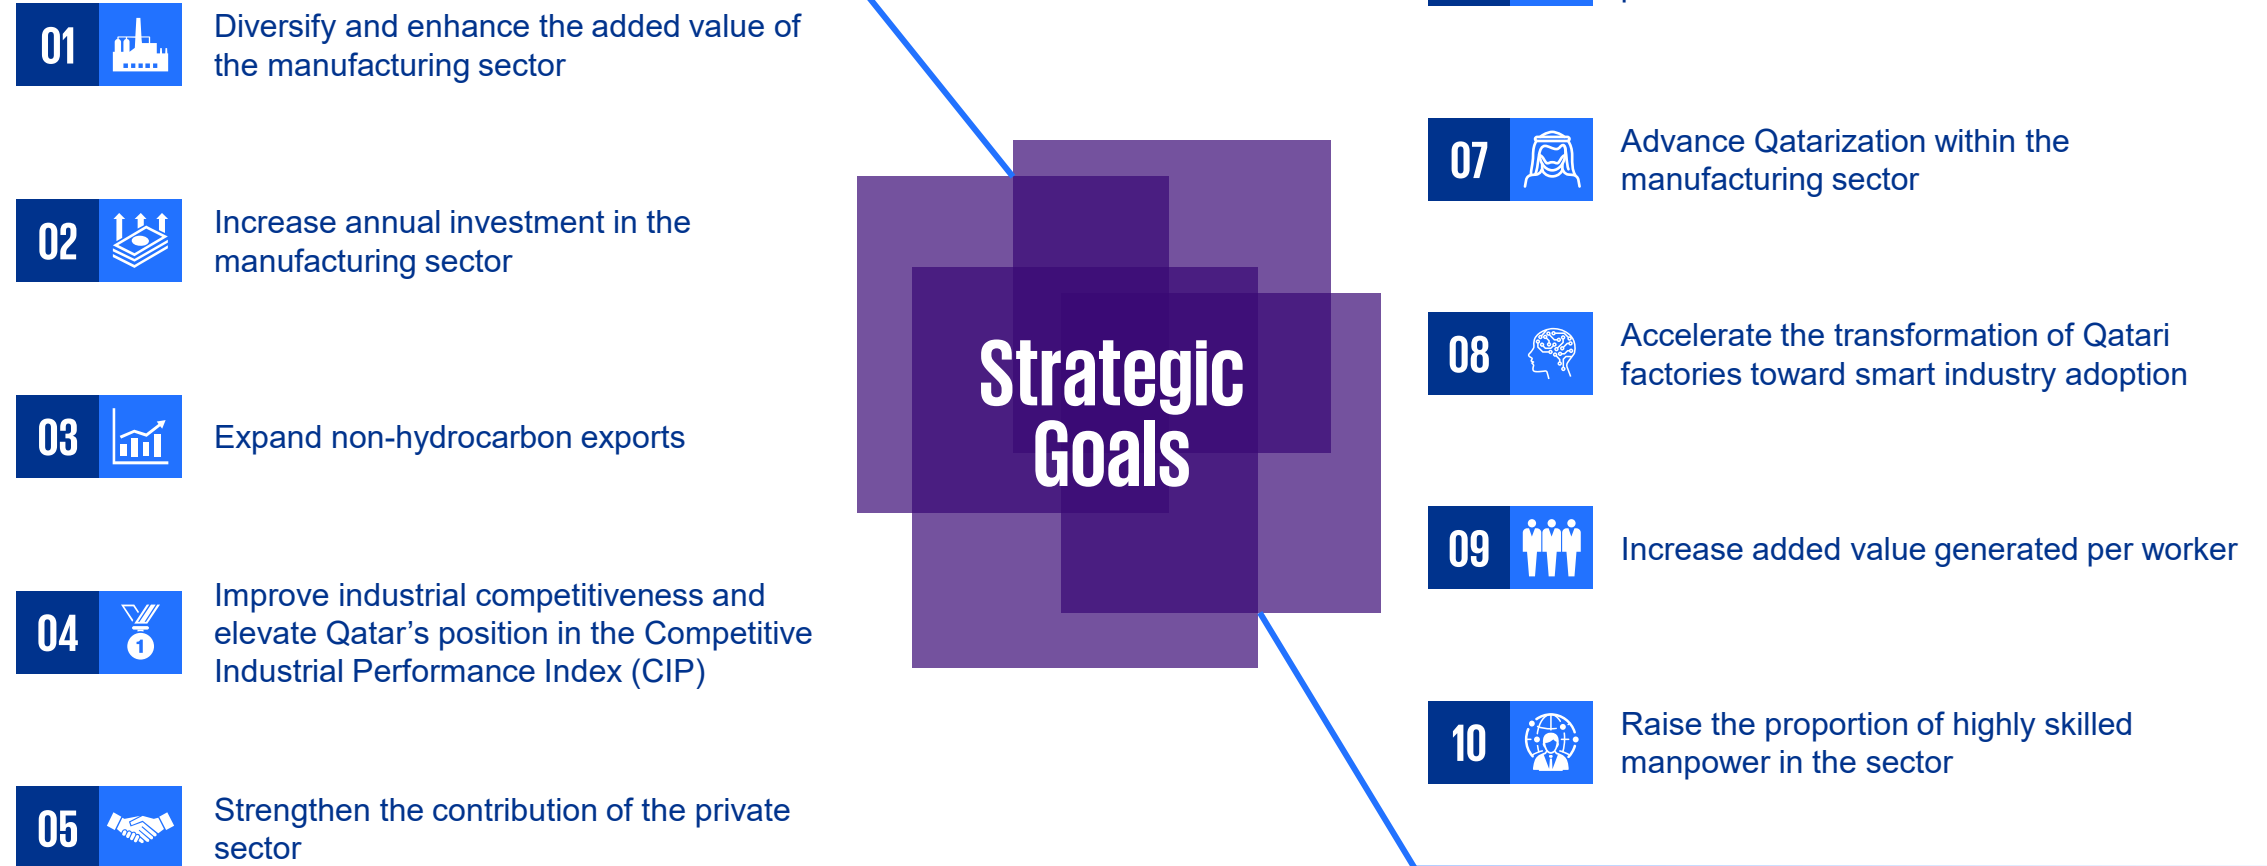 01
Diversify and enhance the added value of
the manufacturing sector
02
Increase annual investment in the
manufacturing sector
03
Expand non-hydrocarbon exports
04
1
Improve industrial competitiveness and
elevate Qatar’s position in the Competitive
Industrial Performance Index (CIP)
05
Strengthen the contribution of the private
sector
Strategic
Goals
07
Advance Qatarization within the
manufacturing sector
08
Accelerate the transformation of Qatari
factories toward smart industry adoption
09
Increase added value generated per worker
10
Raise the proportion of highly skilled
manpower in the sector